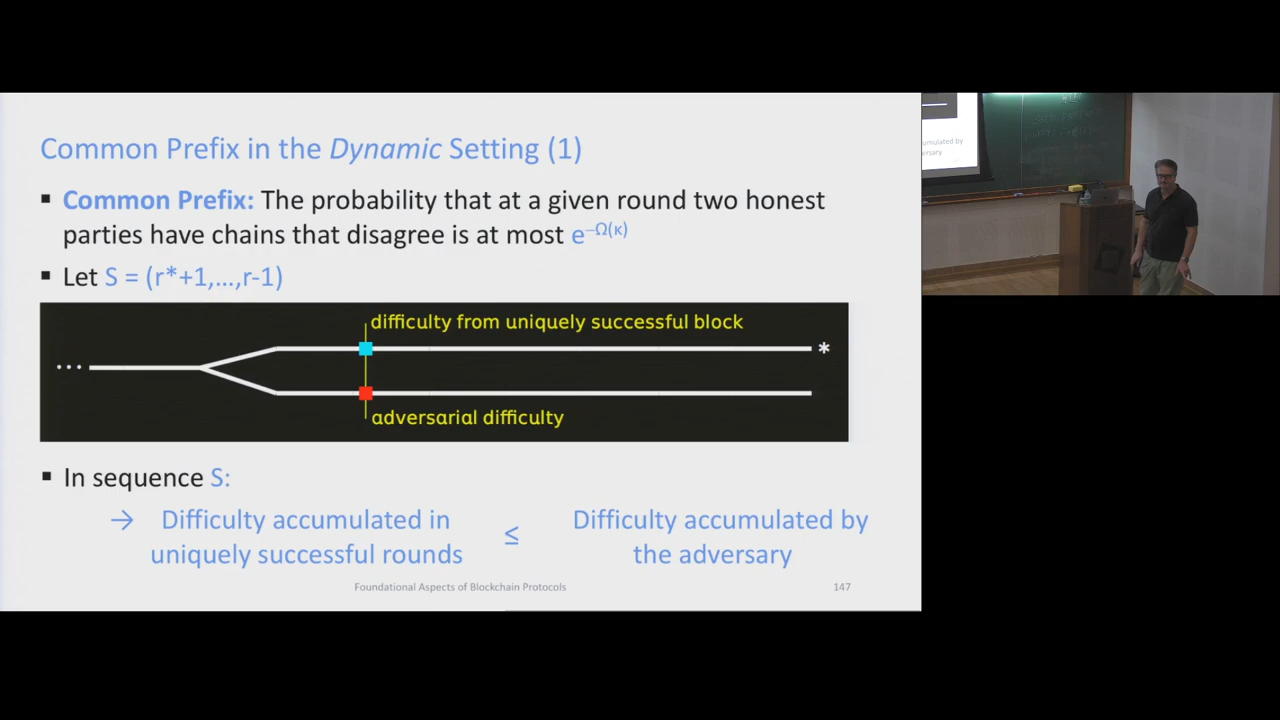 Common Prefix in the Dynamic Setting (1)
▪ Common Prefix: The probability that at a given round two honest
parties have chains that disagree is at most e^–Ω(κ)
▪ Let S = (r*+1,…,r-1)
difficulty from uniquely successful block
... *
adversarial difficulty
▪ In sequence S:
→ Difficulty accumulated in ≤ Difficulty accumulated by
uniquely successful rounds the adversary
Foundational Aspects of Blockchain Protocols 147